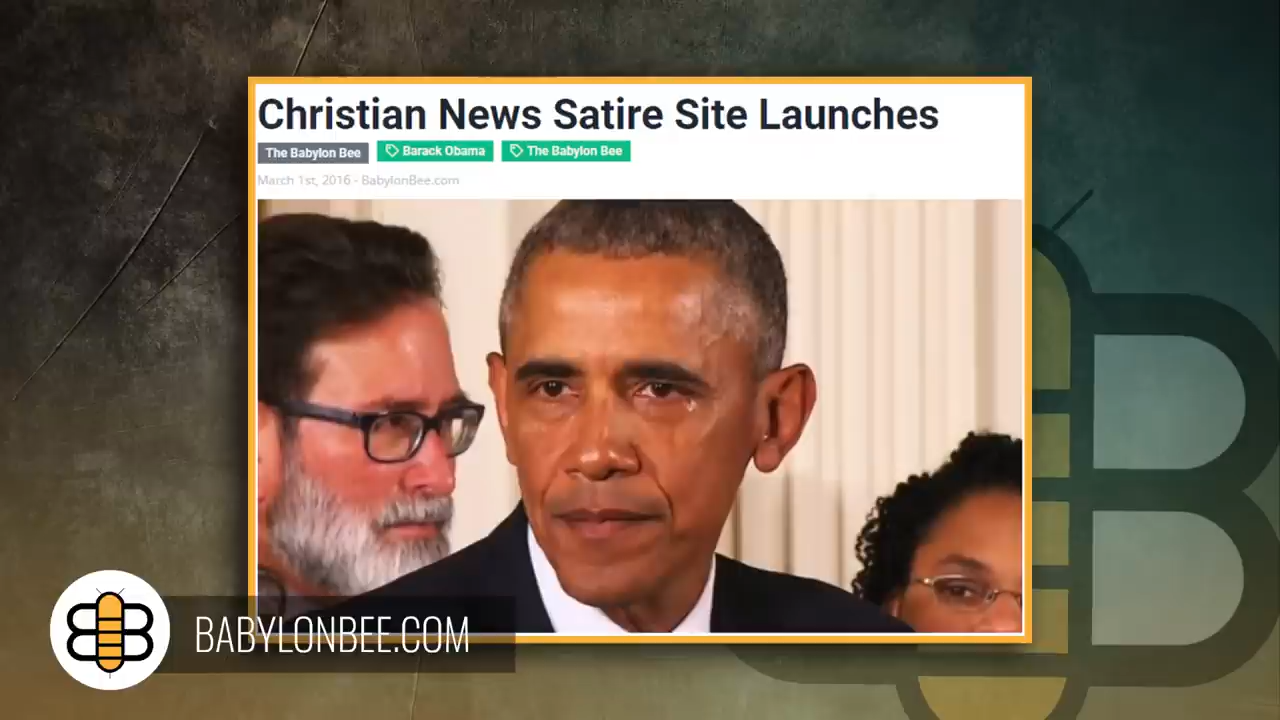 Christian News Satire Site Launches
The Babylon Bee Barack Obama The Babylon Bee
March 1st, 2016 - BabylonBee.com
BABYLONBEE.COM